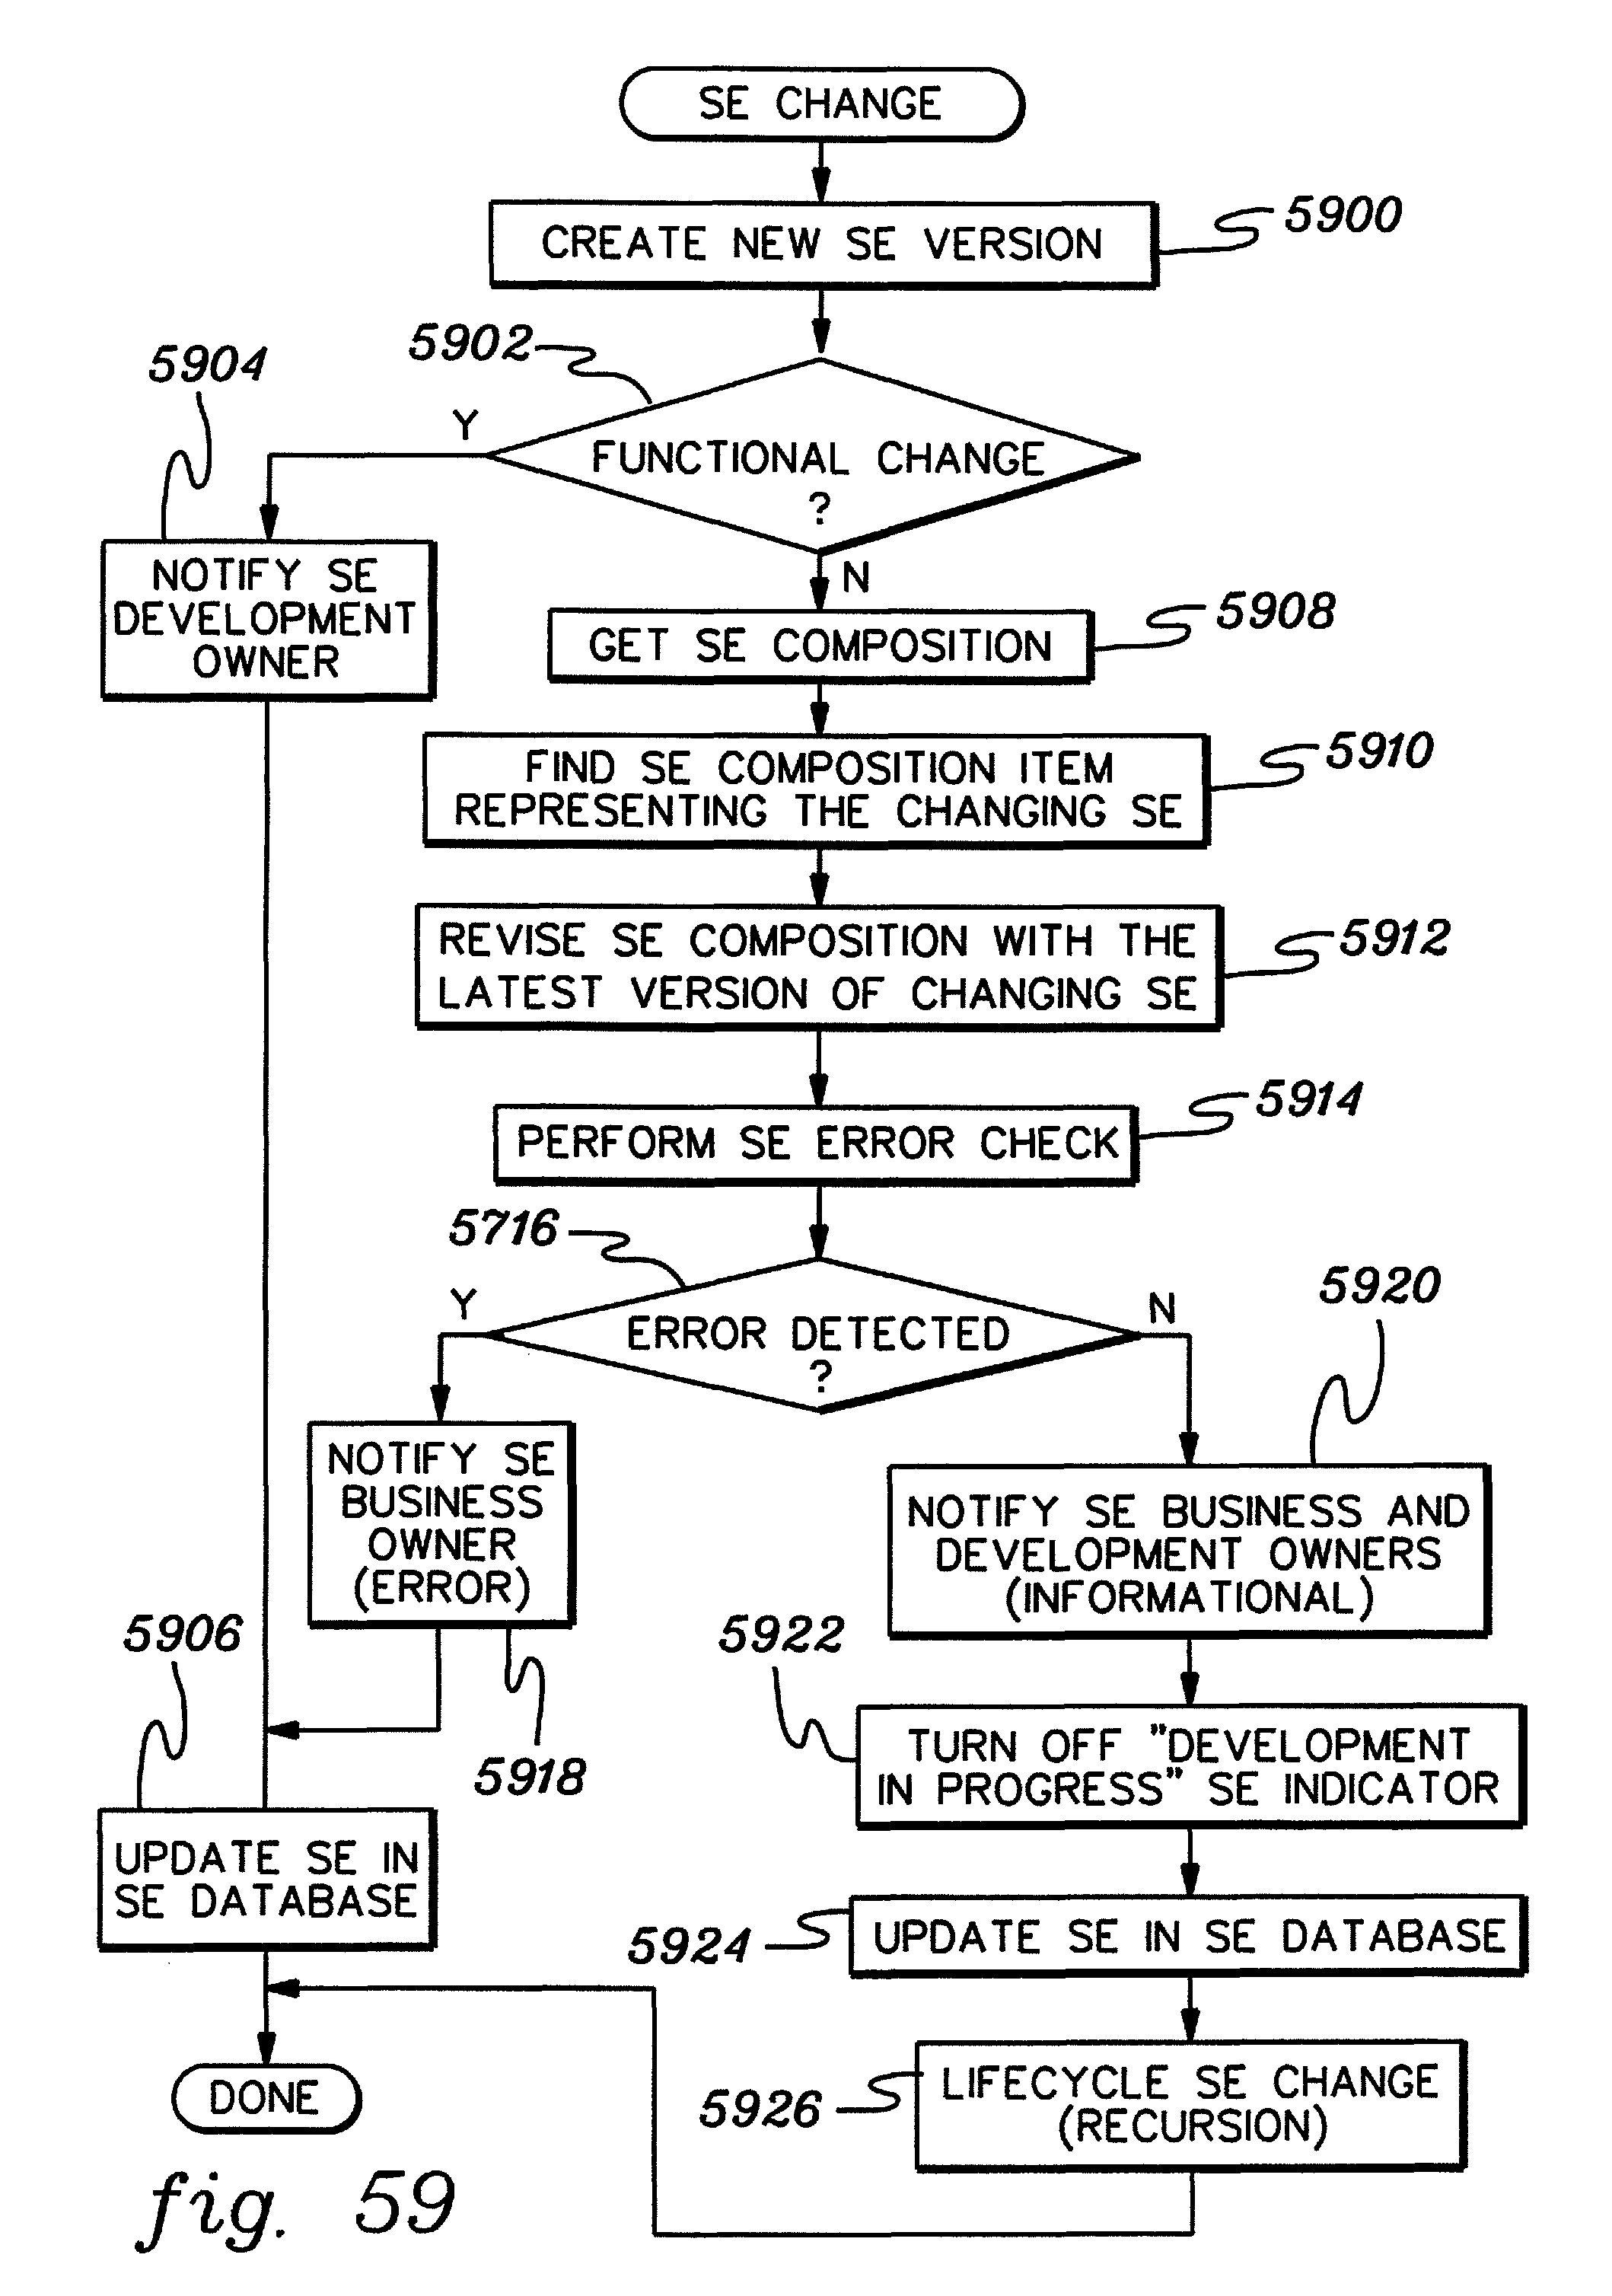 SE CHANGE
CREATE NEW SE VERSION
5900
5902
5904
Y
FUNCTIONAL CHANGE
?
N
NOTIFY SE
DEVELOPMENT
OWNER
GET SE COMPOSITION
5908
FIND SE COMPOSITION ITEM
REPRESENTING THE CHANGING SE
5910
REVISE SE COMPOSITION WITH THE
LATEST VERSION OF CHANGING SE
5912
PERFORM SE ERROR CHECK
5914
5716
Y
ERROR DETECTED
?
N
5920
NOTIFY SE
BUSINESS
OWNER
(ERROR)
NOTIFY SE BUSINESS AND
DEVELOPMENT OWNERS
(INFORMATIONAL)
5906
5922
5918
TURN OFF "DEVELOPMENT
IN PROGRESS" SE INDICATOR
UPDATE SE IN
SE DATABASE
5924
UPDATE SE IN SE DATABASE
DONE
5926
LIFECYCLE SE CHANGE
(RECURSION)
fig. 59